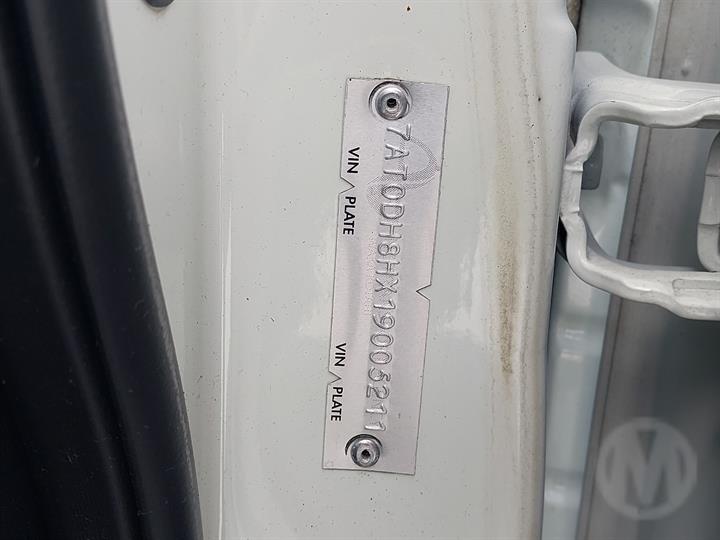 7AT0DH8HX19005211
VIN PLATE
VIN PLATE
M